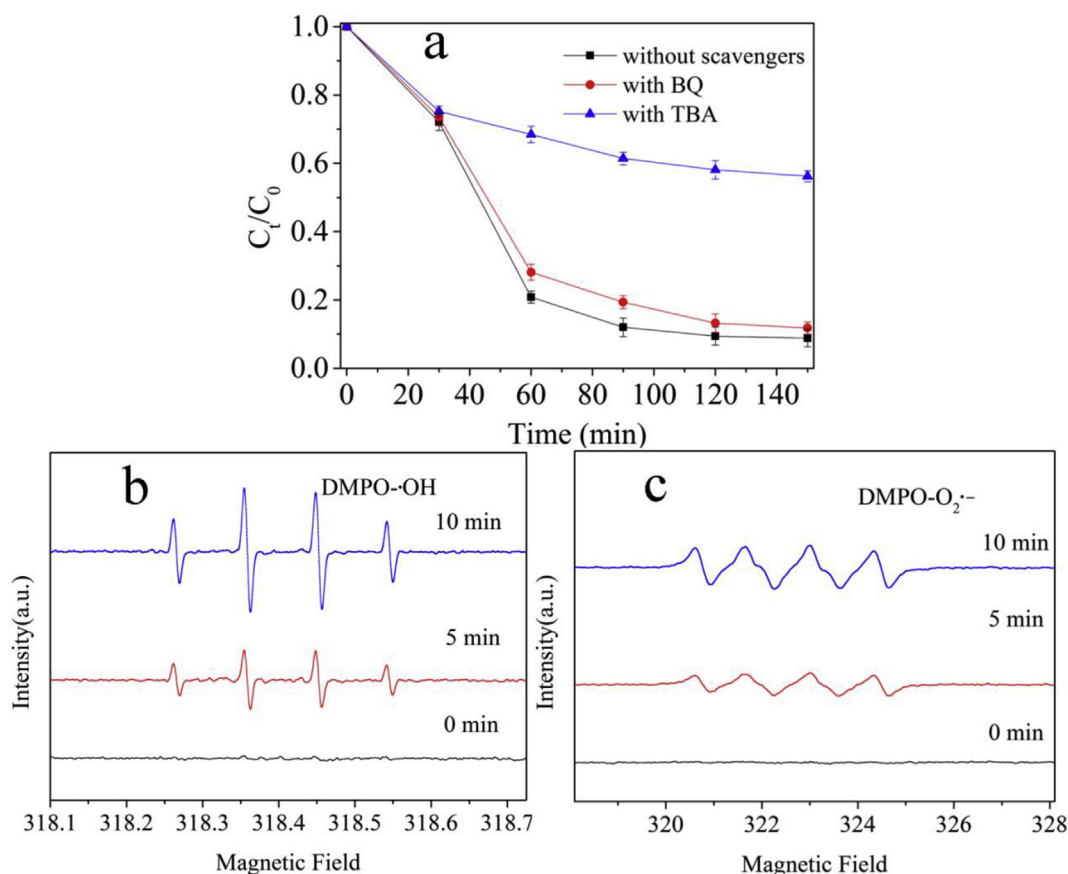 a
without scavengers
with BQ
with TBA
1.0
0.8
0.6
0.4
0.2
0.0
Cₜ/C₀
0 20 40 60 80 100 120 140
Time (min)
b
DMPO-·OH
10 min
5 min
0 min
Intensity(a.u.)
318.1 318.2 318.3 318.4 318.5 318.6 318.7
Magnetic Field
c
DMPO-O₂·−
10 min
5 min
0 min
Intensity(a.u.)
320 322 324 326 328
Magnetic Field